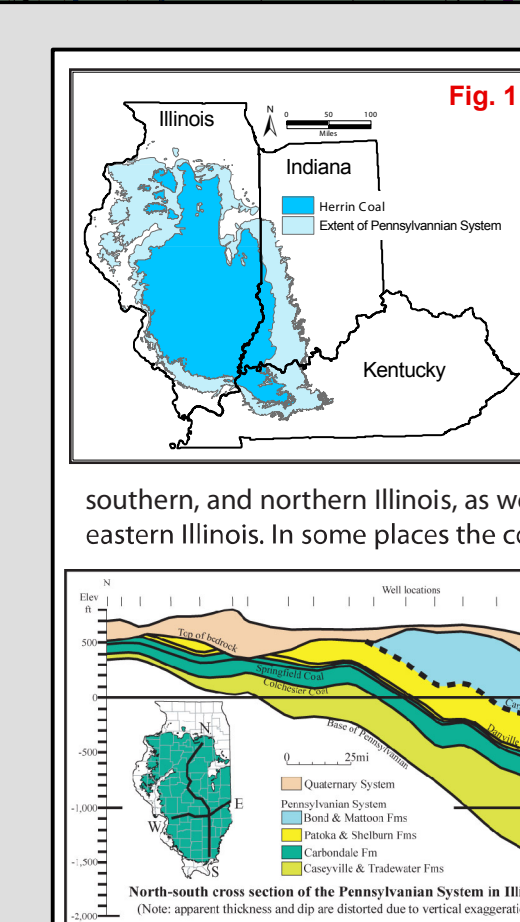 Fig. 1
Illinois
N
0 50 100
Miles
Indiana
Herrin Coal
Extent of Pennsylvannian System
Kentucky
southern, and northern Illinois, as we
eastern Illinois. In some places the co
N
Elev
ft
Well locations
500
Top of bedrock
Springfield Coal
Colchester Coal
0
Car
Danville
Base of Pennsylvanian
-500
N
0 25mi
Quaternary System
Pennsylvanian System
-1,000
E
Bond & Mattoon Fms
W
Patoka & Shelburn Fms
Carbondale Fm
-1,500
S
Caseyville & Tradewater Fms
North-south cross section of the Pennsylvanian System in Illi
(Note: apparent thickness and dip are distorted due to vertical exaggerati
-2,000